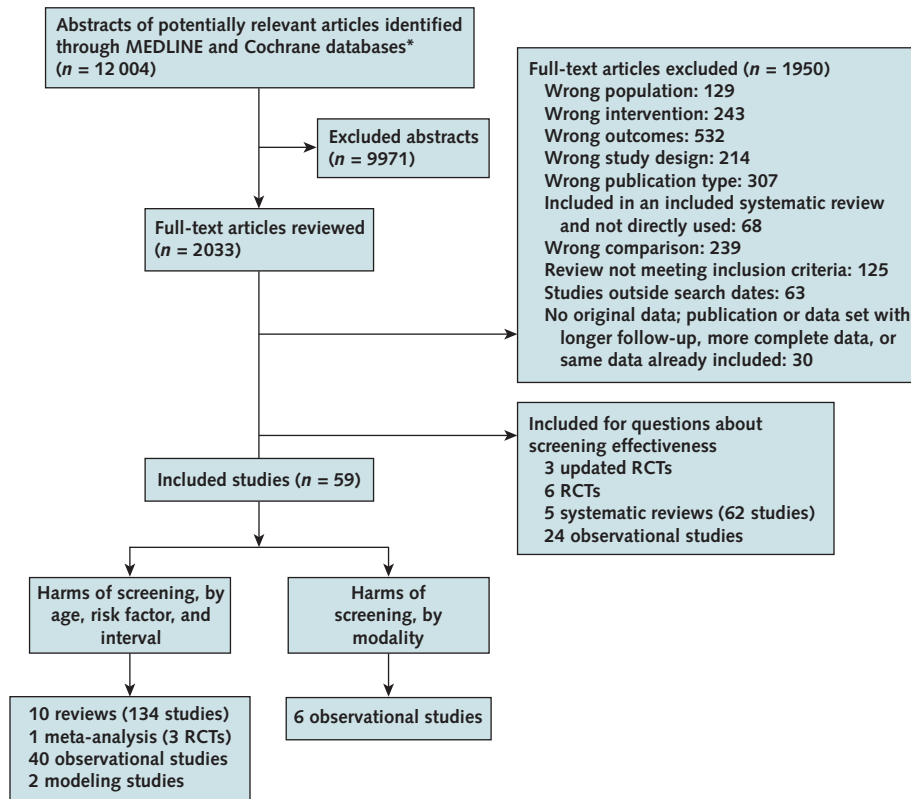 Abstracts of potentially relevant articles identified
through MEDLINE and Cochrane databases*
(n = 12 004)
Excluded abstracts
(n = 9971)
Full-text articles reviewed
(n = 2033)
Full-text articles excluded (n = 1950)
Wrong population: 129
Wrong intervention: 243
Wrong outcomes: 532
Wrong study design: 214
Wrong publication type: 307
Included in an included systematic review
and not directly used: 68
Wrong comparison: 239
Review not meeting inclusion criteria: 125
Studies outside search dates: 63
No original data; publication or data set with
longer follow-up, more complete data, or
same data already included: 30
Included for questions about
screening effectiveness
3 updated RCTs
6 RCTs
5 systematic reviews (62 studies)
24 observational studies
Included studies (n = 59)
Harms of screening, by
age, risk factor, and
interval
Harms of
screening, by
modality
10 reviews (134 studies)
1 meta-analysis (3 RCTs)
40 observational studies
2 modeling studies
6 observational studies